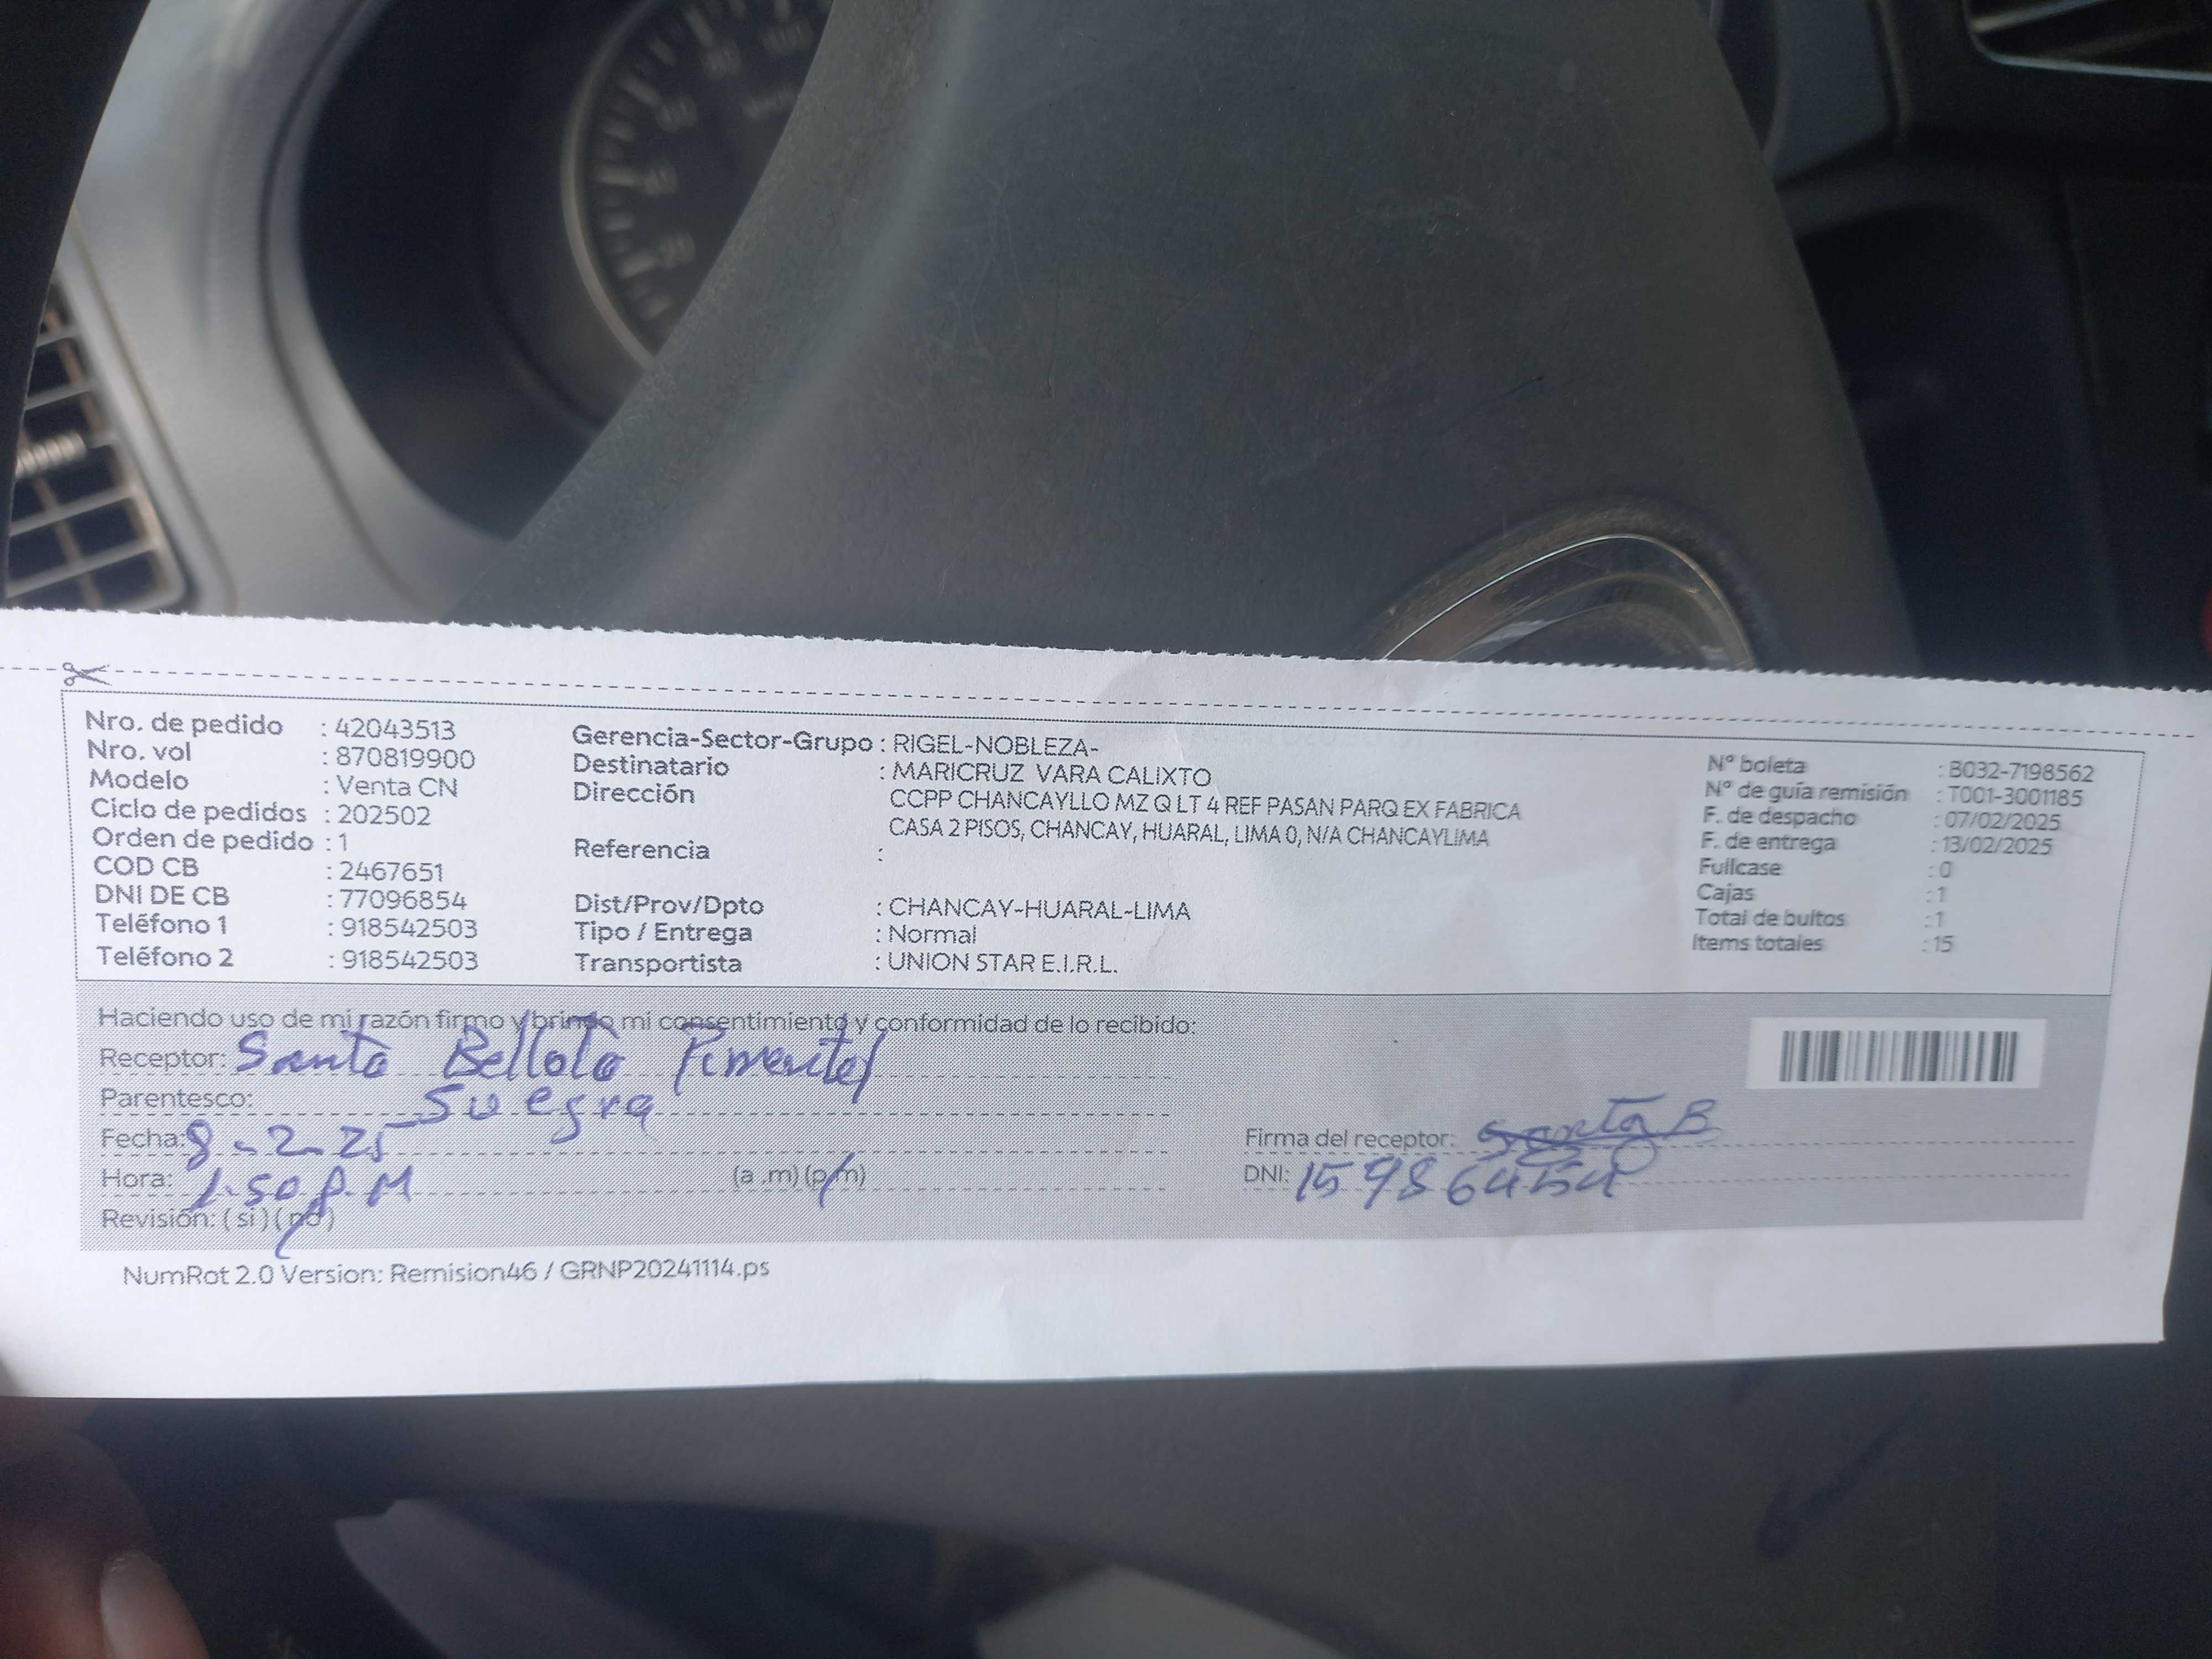 Nro. de pedido : 42043513
Nro. vol : 870819900
Modelo : Venta CN
Ciclo de pedidos : 202502
Orden de pedido : 1
COD CB : 2467651
DNI DE CB : 77096854
Teléfono 1 : 918542503
Teléfono 2 : 918542503
Gerencia-Sector-Grupo : RIGEL-NOBLEZA-
Destinatario : MARICRUZ VARA CALIXTO
Dirección CCPP CHANCAYLLO MZ Q LT 4 REF PASAN PARQ EX FABRICA
CASA 2 PISOS, CHANCAY, HUARAL, LIMA 0, N/A CHANCAYLIMA
Referencia :
Dist/Prov/Dpto : CHANCAY-HUARAL-LIMA
Tipo / Entrega : Normal
Transportista : UNION STAR E.I.R.L.
N° boleta : B032-7198562
N° de guía remisión : T001-3001185
F. de despacho : 07/02/2025
F. de entrega : 13/02/2025
Fullcase : 0
Cajas : 1
Total de bultos : 1
Items totales : 15
Haciendo uso de mi razón firmo y brindo mi consentimiento y conformidad de lo recibido:
Receptor: Santa Bellota Pimentel
Parentesco: Suegra
Fecha: 8-2-25
Hora: 1.50 P.M (a .m) (p.m)
Revisión: ( si ) ( no )
Firma del receptor: Santa B
DNI:
NumRot 2.0 Version: Remision46 / GRNP20241114.ps